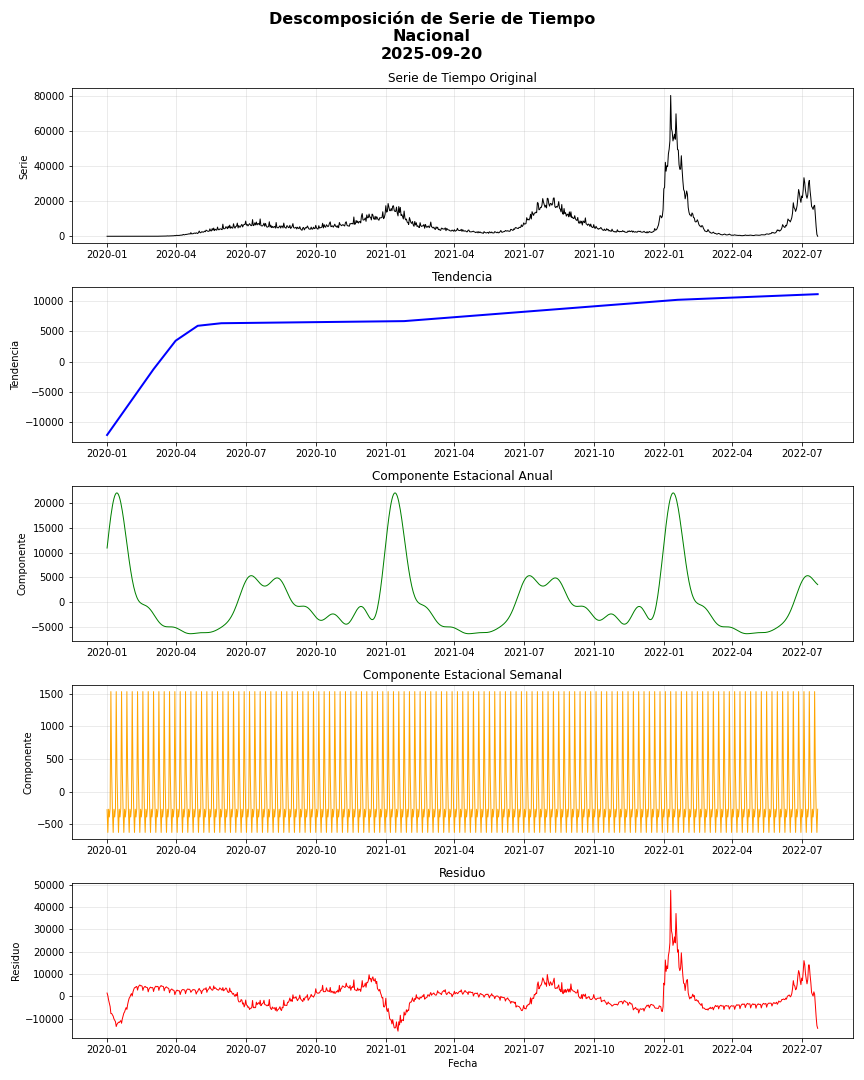 Descomposición de Serie de Tiempo
Nacional
2025-09-20
Serie de Tiempo Original
Serie
80000
60000
40000
20000
0
2020-01 2020-04 2020-07 2020-10 2021-01 2021-04 2021-07 2021-10 2022-01 2022-04 2022-07
Tendencia
Tendencia
10000
5000
0
−5000
−10000
2020-01 2020-04 2020-07 2020-10 2021-01 2021-04 2021-07 2021-10 2022-01 2022-04 2022-07
Componente Estacional Anual
Componente
20000
15000
10000
5000
0
−5000
2020-01 2020-04 2020-07 2020-10 2021-01 2021-04 2021-07 2021-10 2022-01 2022-04 2022-07
Componente Estacional Semanal
Componente
1500
1000
500
0
−500
2020-01 2020-04 2020-07 2020-10 2021-01 2021-04 2021-07 2021-10 2022-01 2022-04 2022-07
Residuo
Residuo
50000
40000
30000
20000
10000
0
−10000
2020-01 2020-04 2020-07 2020-10 2021-01 2021-04 2021-07 2021-10 2022-01 2022-04 2022-07
Fecha